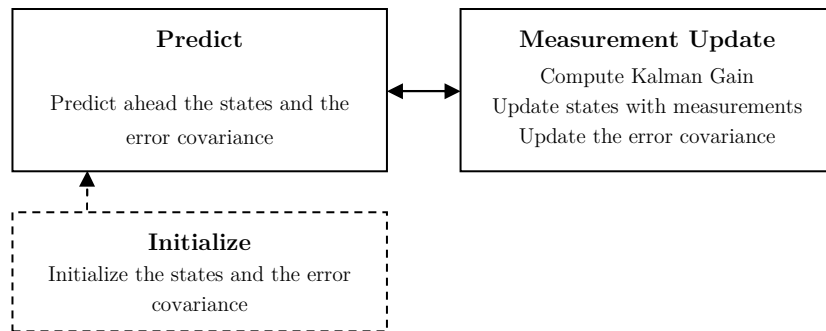 Predict
Predict ahead the states and the
error covariance
Measurement Update
Compute Kalman Gain
Update states with measurements
Update the error covariance
Initialize
Initialize the states and the error
covariance